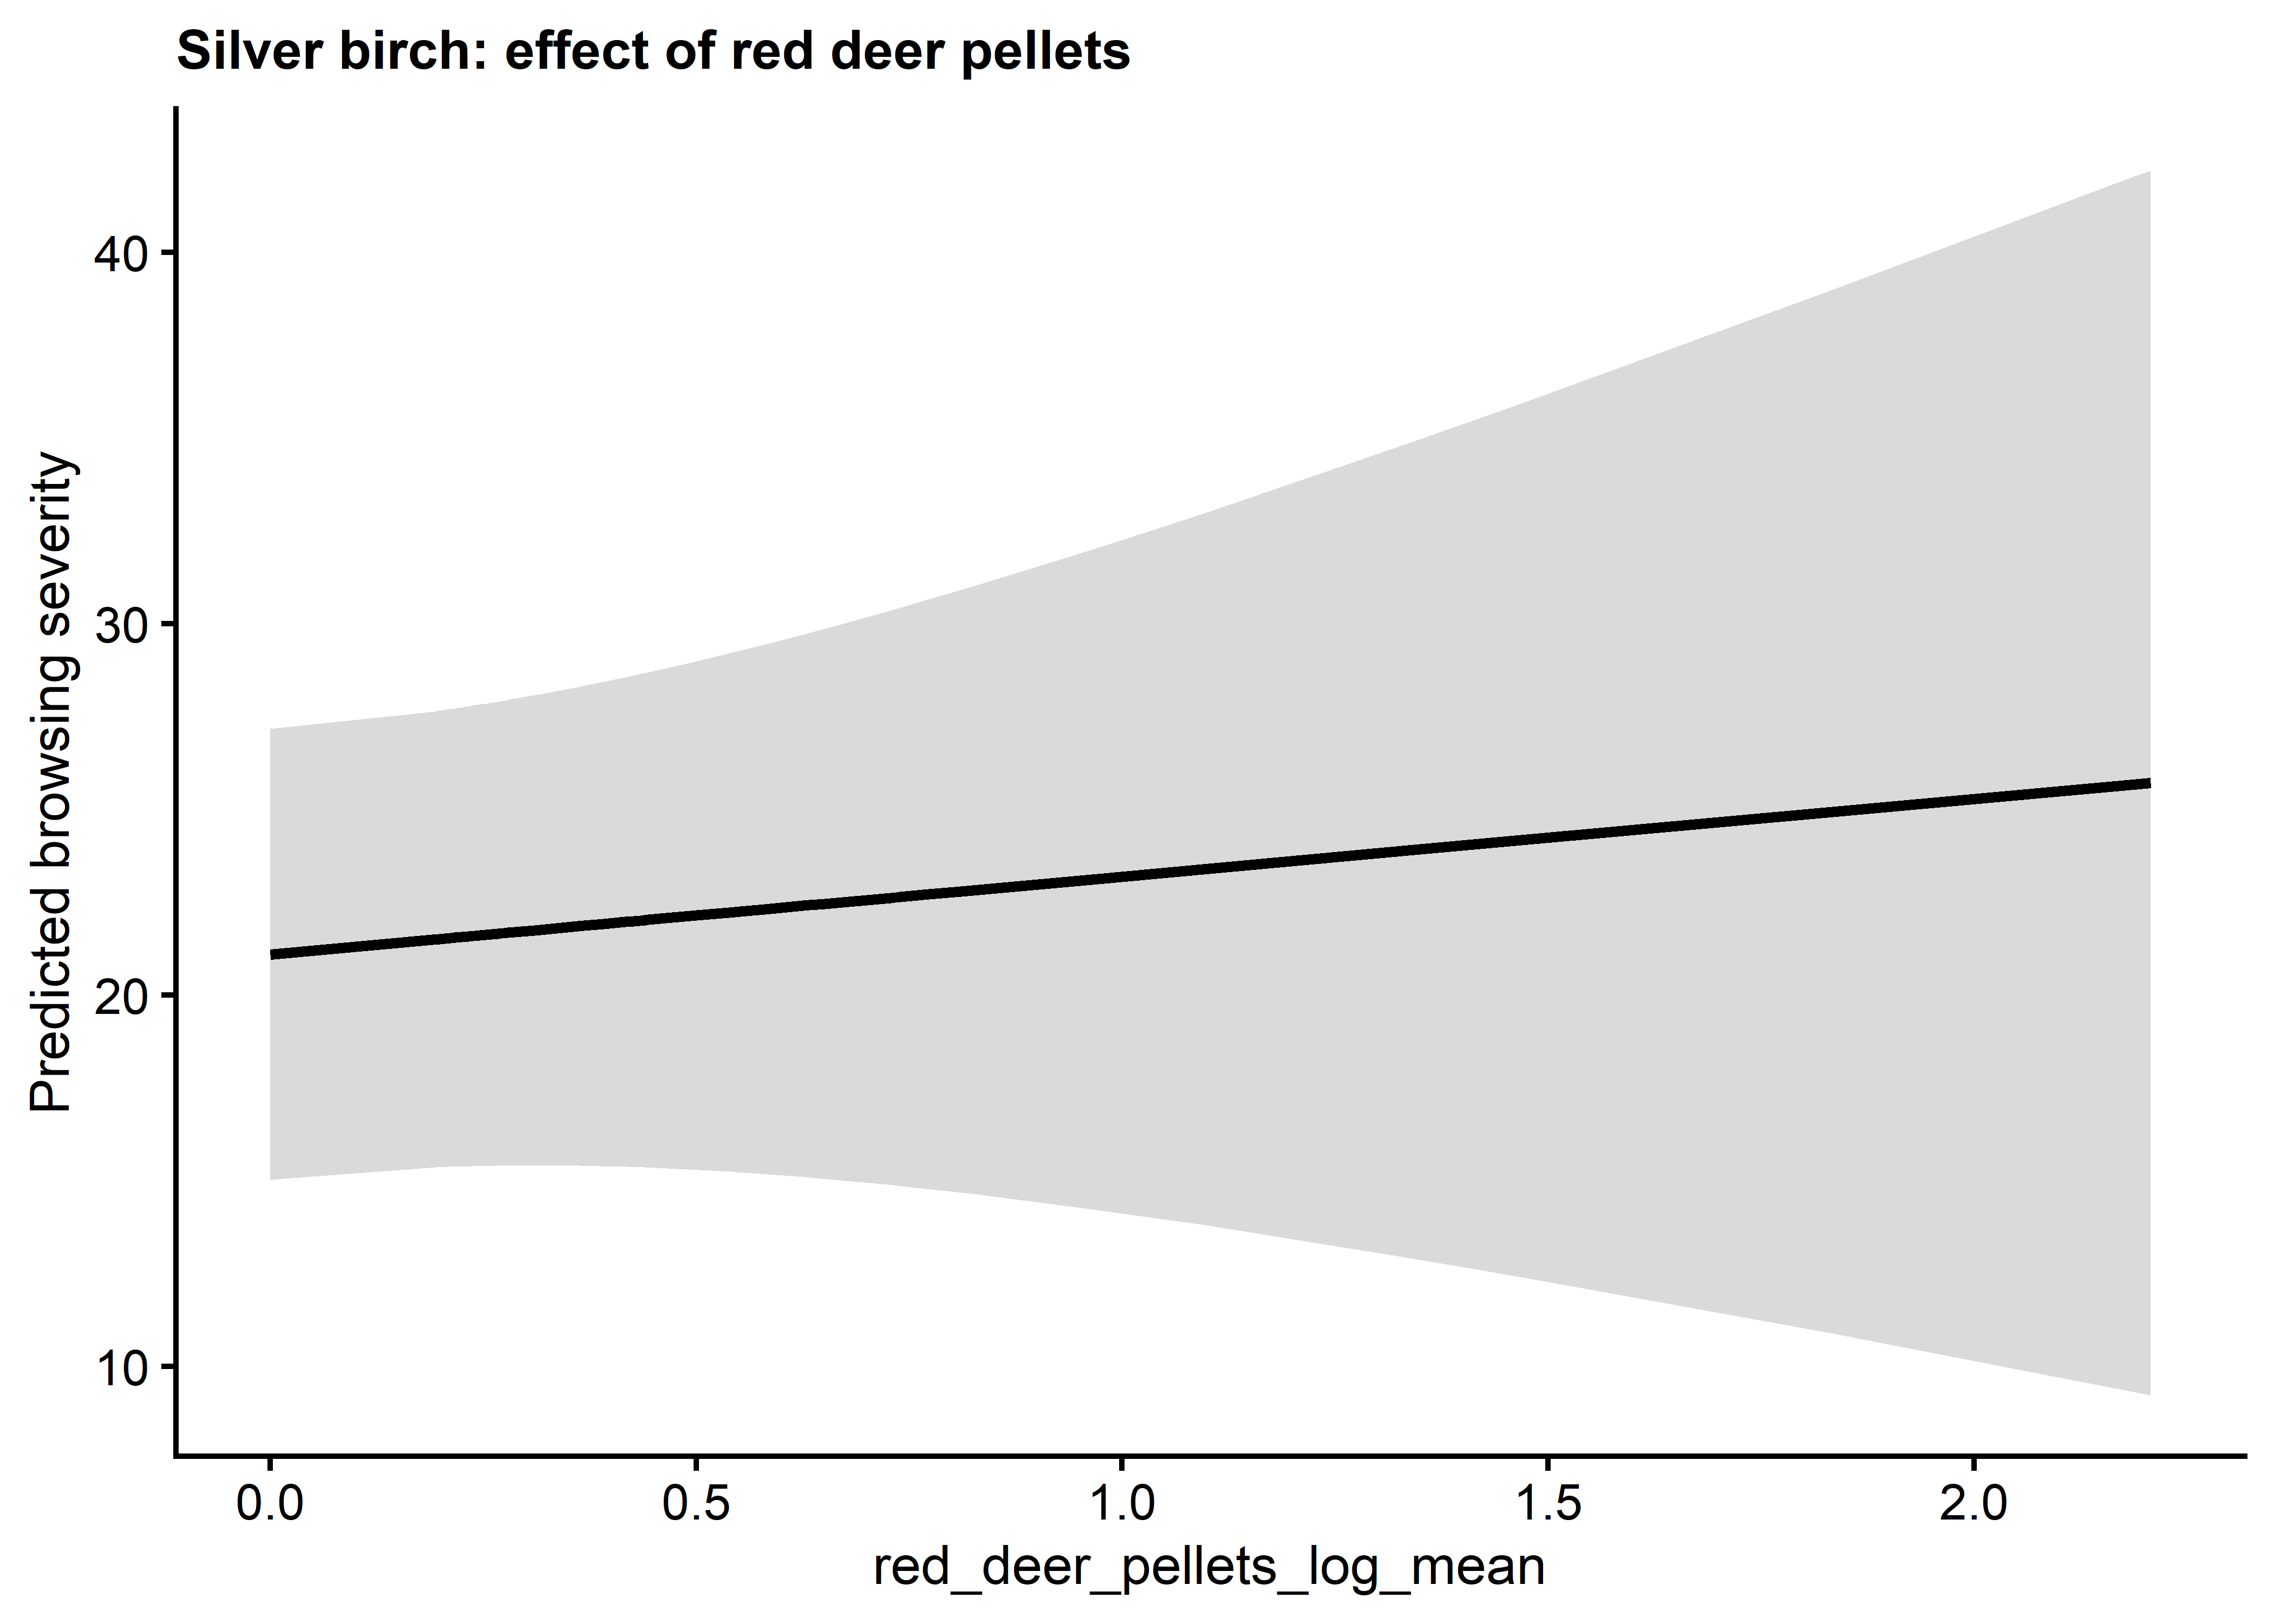 Silver birch: effect of red deer pellets
Predicted browsing severity
40
30
20
10
0.0 0.5 1.0 1.5 2.0
red_deer_pellets_log_mean